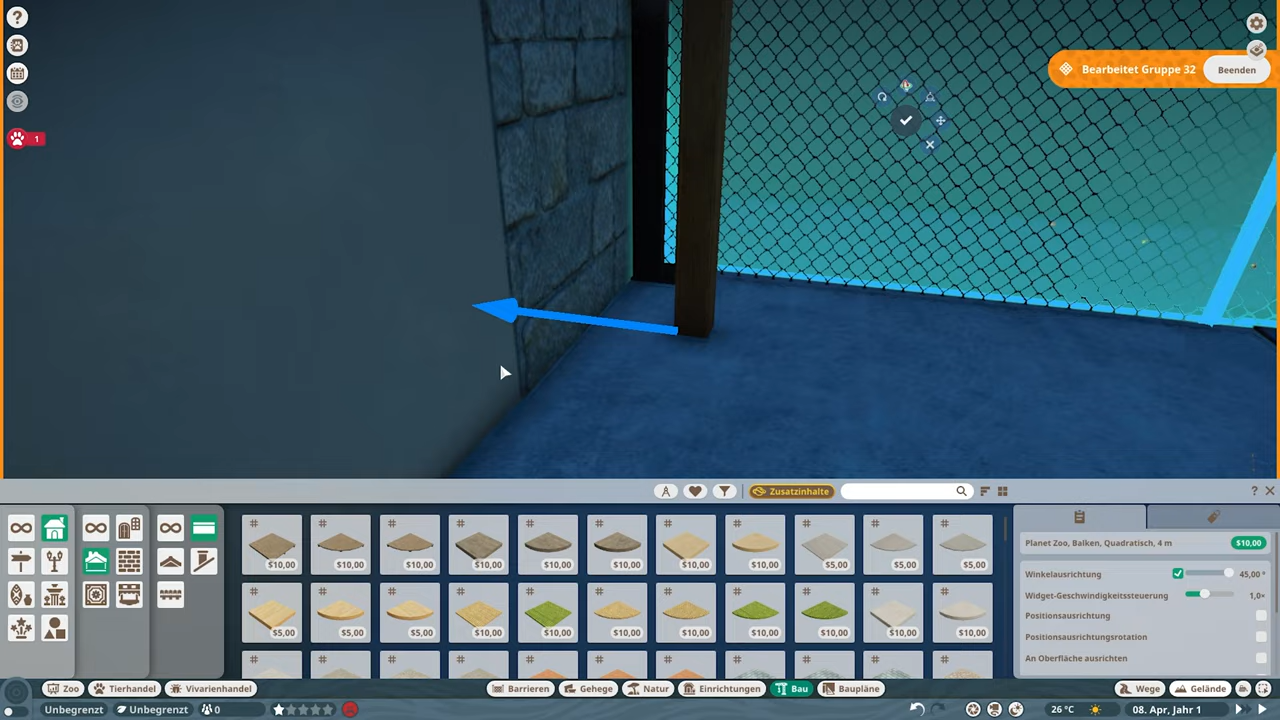 ?
Bearbeitet Gruppe 32
Beenden
1
Zusatzinhalte
? ×
$10,00 $10,00 $10,00 $10,00 $10,00 $10,00 $10,00 $10,00 $5,00 $5,00 $5,00
$5,00 $5,00 $5,00 $10,00 $10,00 $10,00 $10,00 $10,00 $10,00 $10,00 $10,00
Planet Zoo, Balken, Quadratisch, 4 m $10,00
Winkelausrichtung 45,00 °
Widget-Geschwindigkeitssteuerung 1,0×
Positionsausrichtung
Positionsausrichtungsrotation
An Oberfläche ausrichten
Zoo Tierhandel Vivarienhandel Barrieren Gehege Natur Einrichtungen Bau Baupläne Wege Gelände
Unbegrenzt Unbegrenzt 0 26 °C 08. Apr, Jahr 1